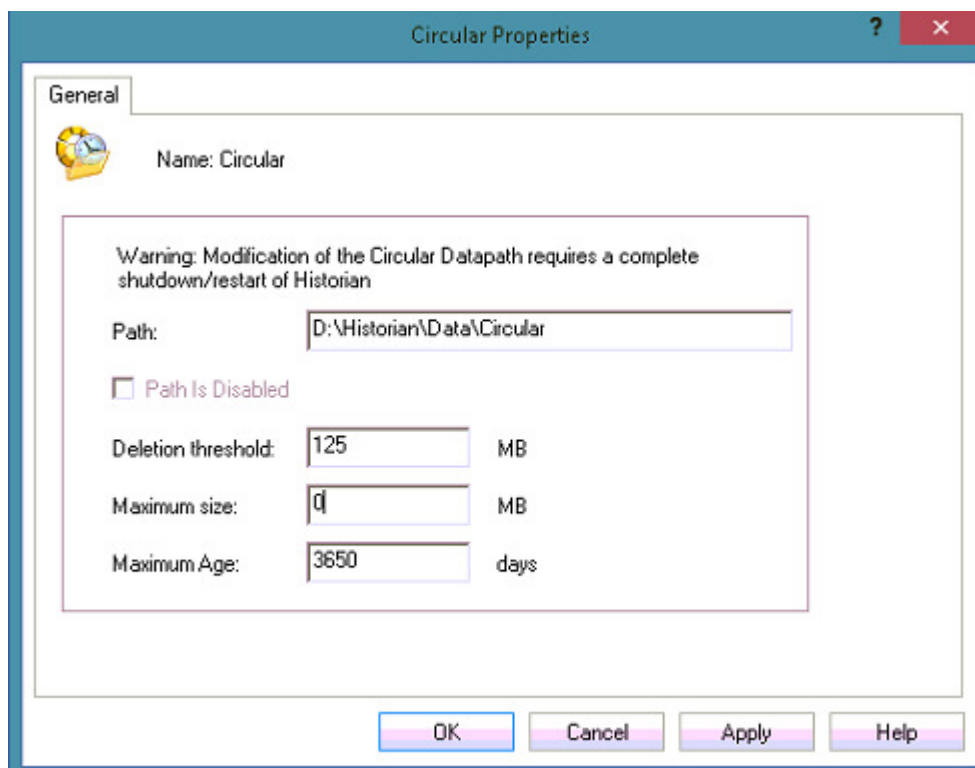 Circular Properties
?
General
Name: Circular
Warning: Modification of the Circular Datapath requires a complete
shutdown/restart of Historian
Path: D:\Historian\Data\Circular
Path Is Disabled
Deletion threshold: 125 MB
Maximum size: 0 MB
Maximum Age: 3650 days
OK Cancel Apply Help